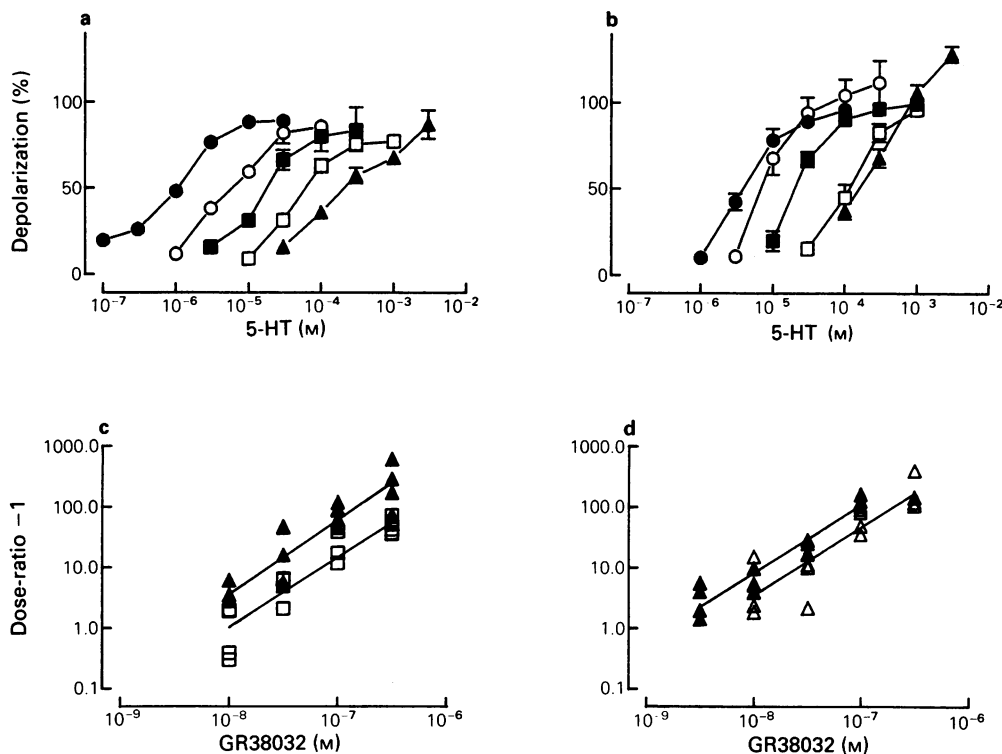 a
Depolarization (%)
100
50
0
10⁻⁷ 10⁻⁶ 10⁻⁵ 10⁻⁴ 10⁻³ 10⁻²
5-HT (M)
b
100
50
0
10⁻⁷ 10⁻⁶ 10⁻⁵ 10⁻⁴ 10⁻³ 10⁻²
5-HT (M)
c
Dose-ratio −1
1000.0
100.0
10.0
1.0
0.1
10⁻⁹ 10⁻⁸ 10⁻⁷ 10⁻⁶
GR38032 (M)
d
1000.0
100.0
10.0
1.0
0.1
10⁻⁹ 10⁻⁸ 10⁻⁷ 10⁻⁶
GR38032 (M)